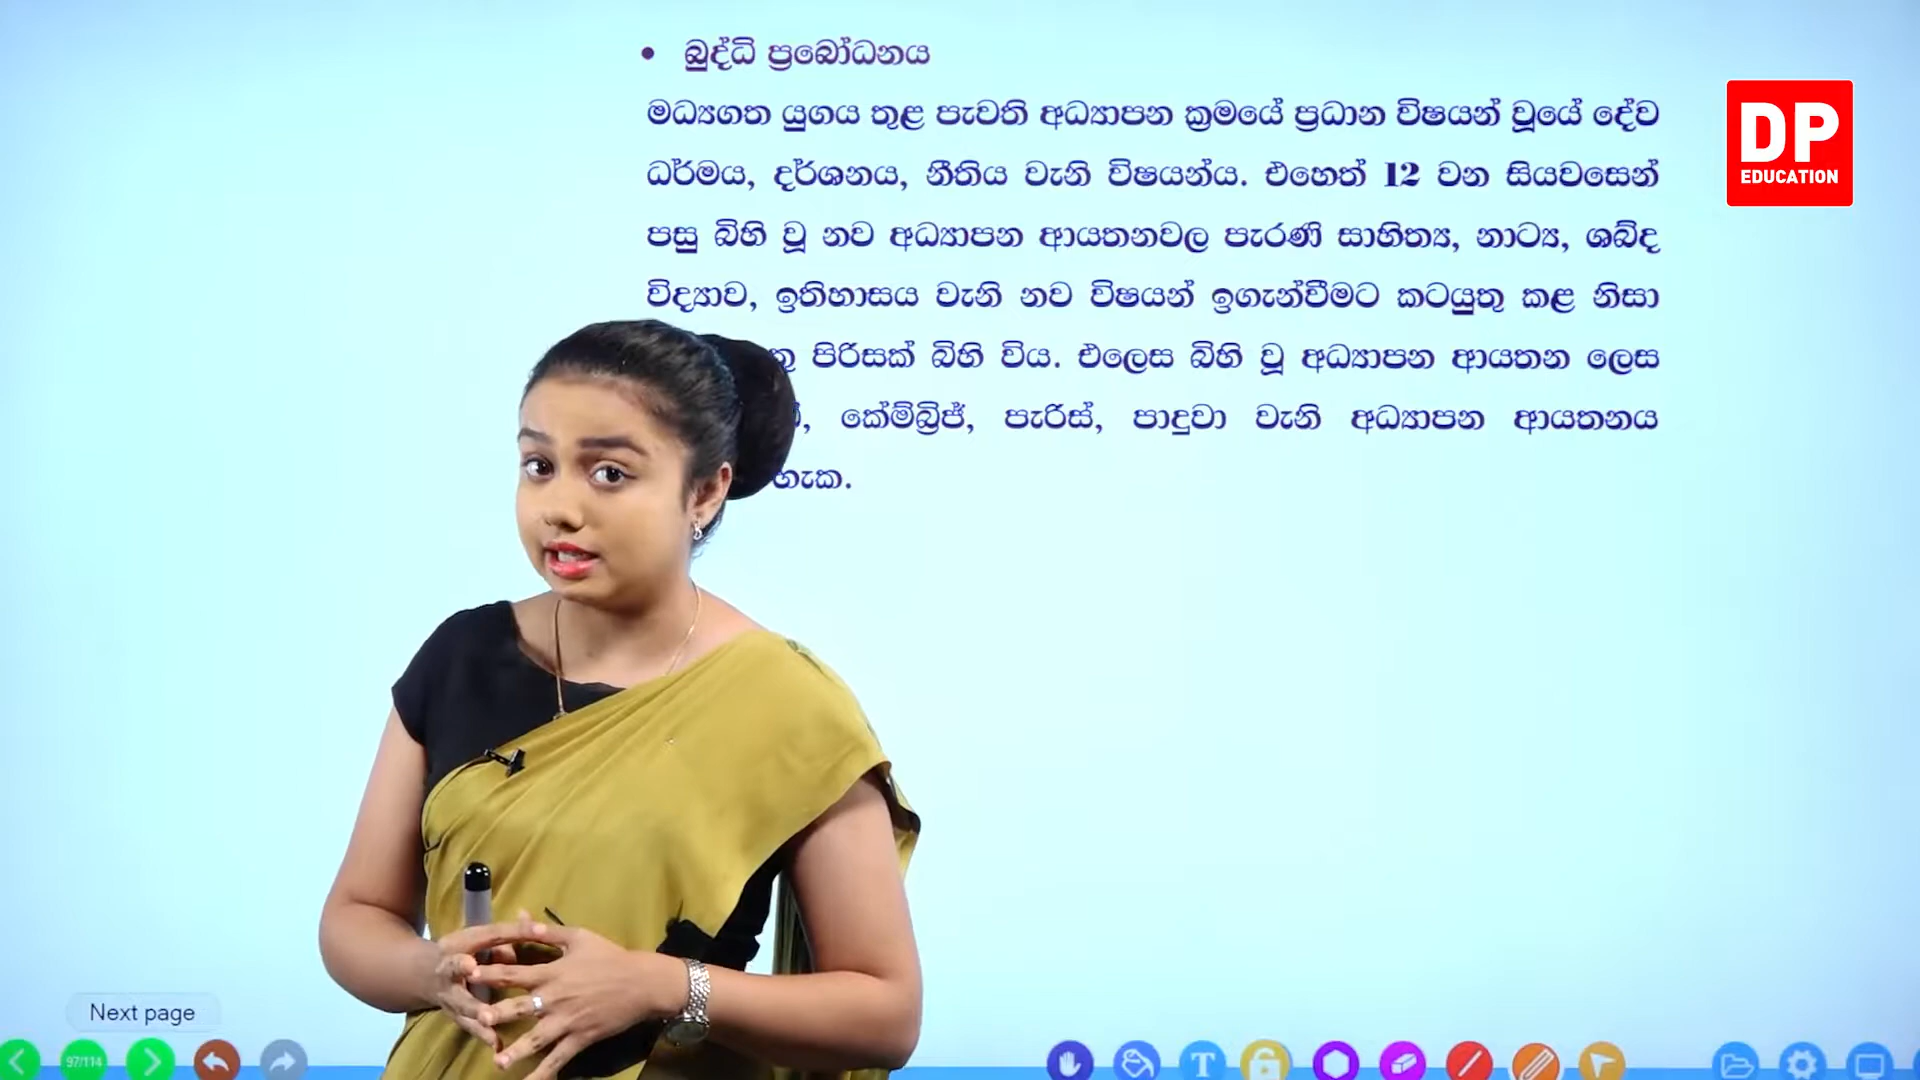 • බුද්ධි ප්‍රබෝධනය
මධ්‍යගත යුගය තුළ පැවති අධ්‍යාපන ක්‍රමයේ ප්‍රධාන විෂයන් වූයේ දේව
ධර්මය, දර්ශනය, නීතිය වැනි විෂයන්ය. එහෙත් 12 වන සියවසෙන්
පසු බිහි වූ නව අධ්‍යාපන ආයතනවල පැරණි සාහිත්‍ය, නාට්‍ය, ශබ්ද
විද්‍යාව, ඉතිහාසය වැනි නව විෂයන් ඉගැන්වීමට කටයුතු කළ නිසා
පිරිසක් බිහි විය. එලෙස බිහි වූ අධ්‍යාපන ආයතන ලෙස
කේම්බ්‍රිජ්, පැරිස්, පාදුවා වැනි අධ්‍යාපන ආයතනය
හැක.
DP
EDUCATION
Next page
97/114